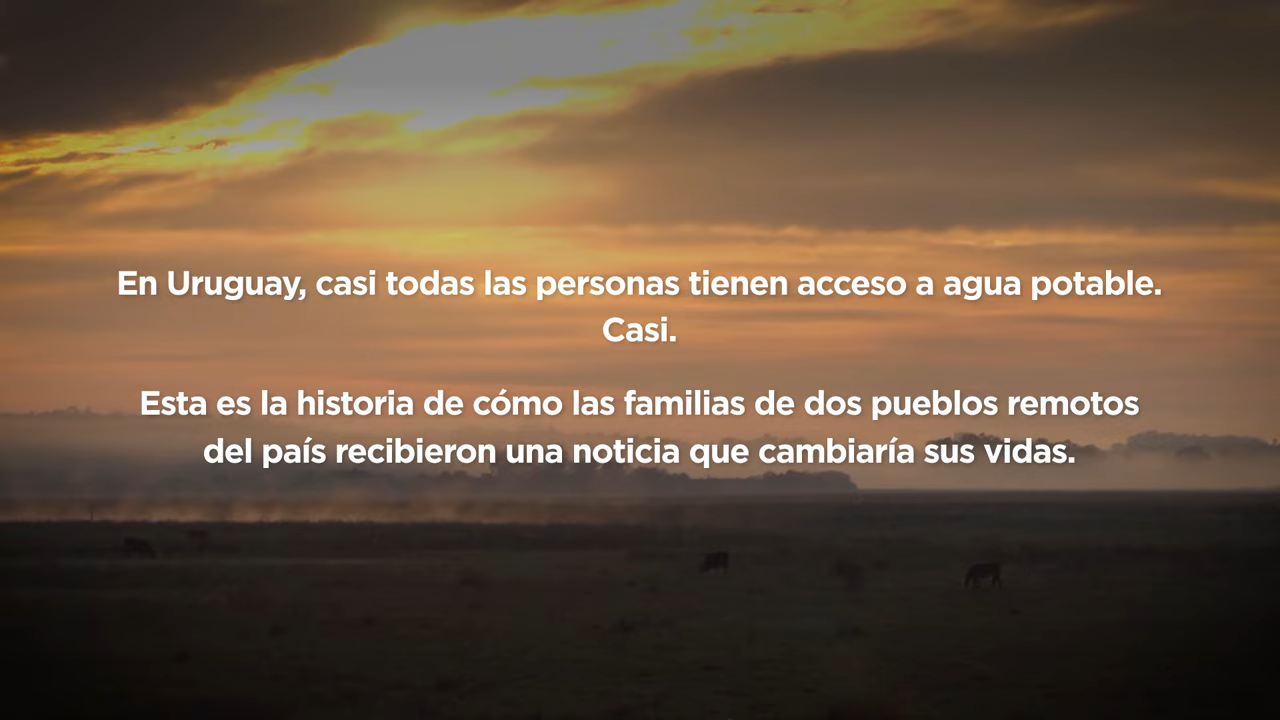 En Uruguay, casi todas las personas tienen acceso a agua potable.
Casi.
Esta es la historia de cómo las familias de dos pueblos remotos
del país recibieron una noticia que cambiaría sus vidas.